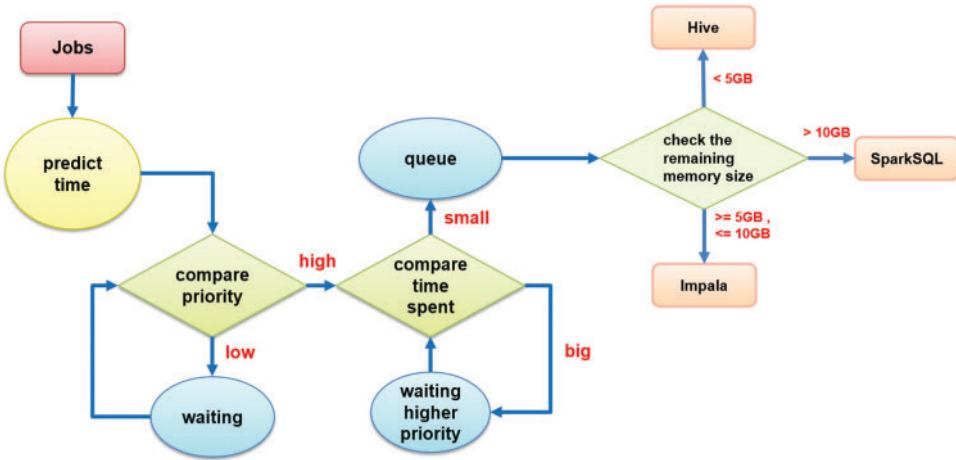 Jobs
predict
time
compare
priority
low
waiting
high
compare
time
spent
big
waiting
higher
priority
small
queue
check the
remaining
memory size
< 5GB
Hive
> 10GB
SparkSQL
>= 5GB ,
<= 10GB
Impala